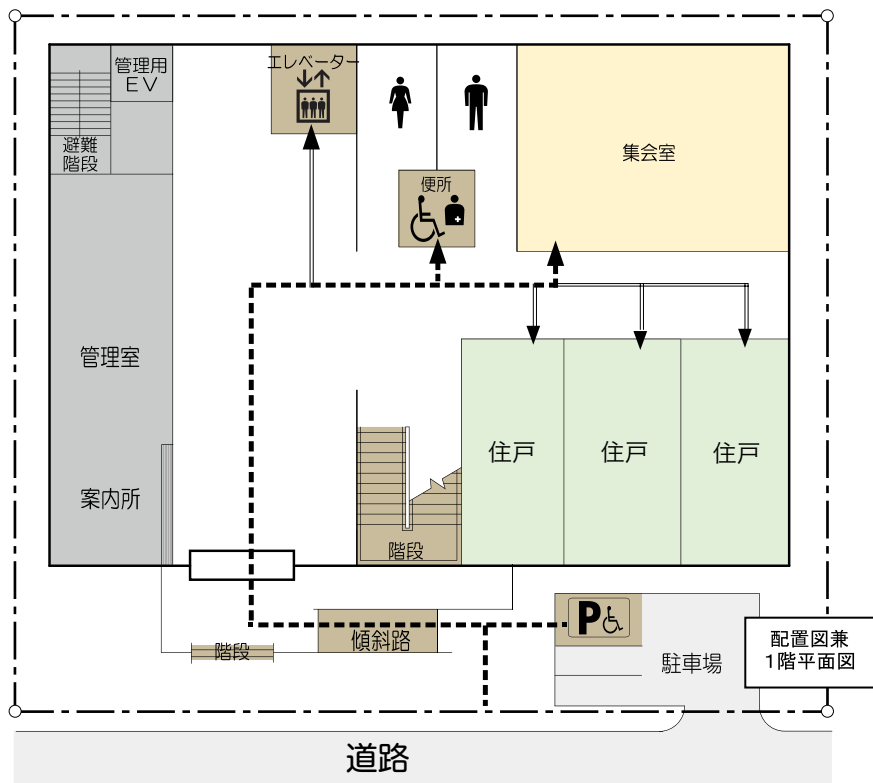 管理用
EV
エレベーター
避難
階段
便所
集会室
管理室
住戸
住戸
住戸
案内所
階段
P
傾斜路
階段
駐車場
配置図兼
1階平面図
道路